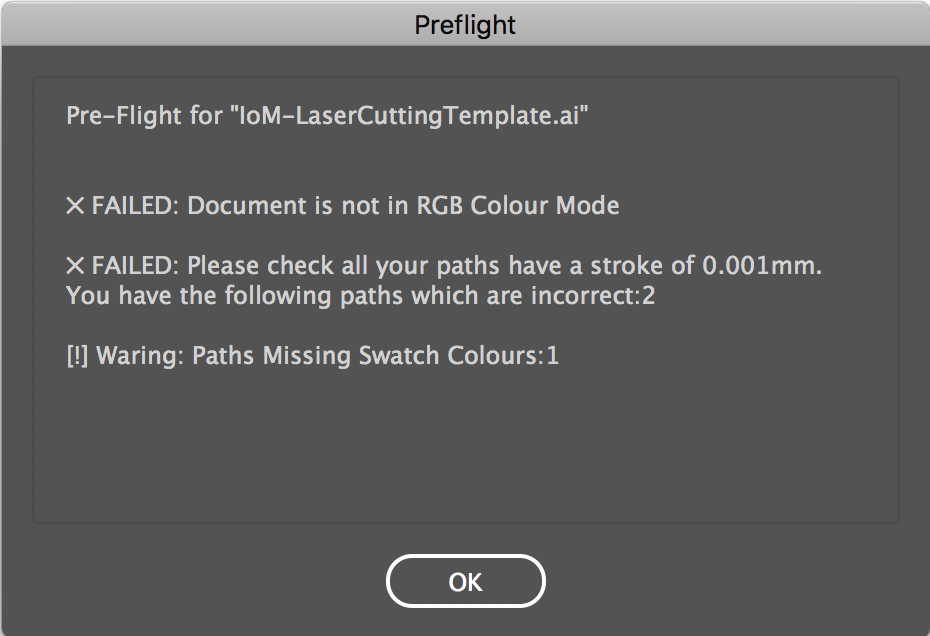 Preflight
Pre-Flight for "IoM-LaserCuttingTemplate.ai"
✕ FAILED: Document is not in RGB Colour Mode
✕ FAILED: Please check all your paths have a stroke of 0.001mm.
You have the following paths which are incorrect:2
[!] Waring: Paths Missing Swatch Colours:1
OK